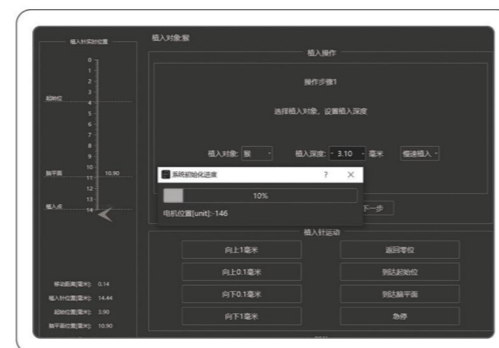 植入针实时位置
0
1
2
3
起始位
4
5
6
7
8
9
10
脑平面
11
10.90
12
13
植入点
14
移动距离(毫米): 0.14
植入针位置(毫米): 14.44
起始位置(毫米): 3.90
脑平面位置(毫米): 10.90
植入对象:猴
植入操作
操作步骤1
选择植入对象，设置植入深度
植入对象: 猴
植入深度: - 3.10 - 毫米
慢速植入
系统初始化进度 ? ×
10%
电机位置[unit]:-146
下一步
植入针运动
向上1毫米
返回零位
向上0.1毫米
到达起始位
向下0.1毫米
到达脑平面
向下1毫米
急停